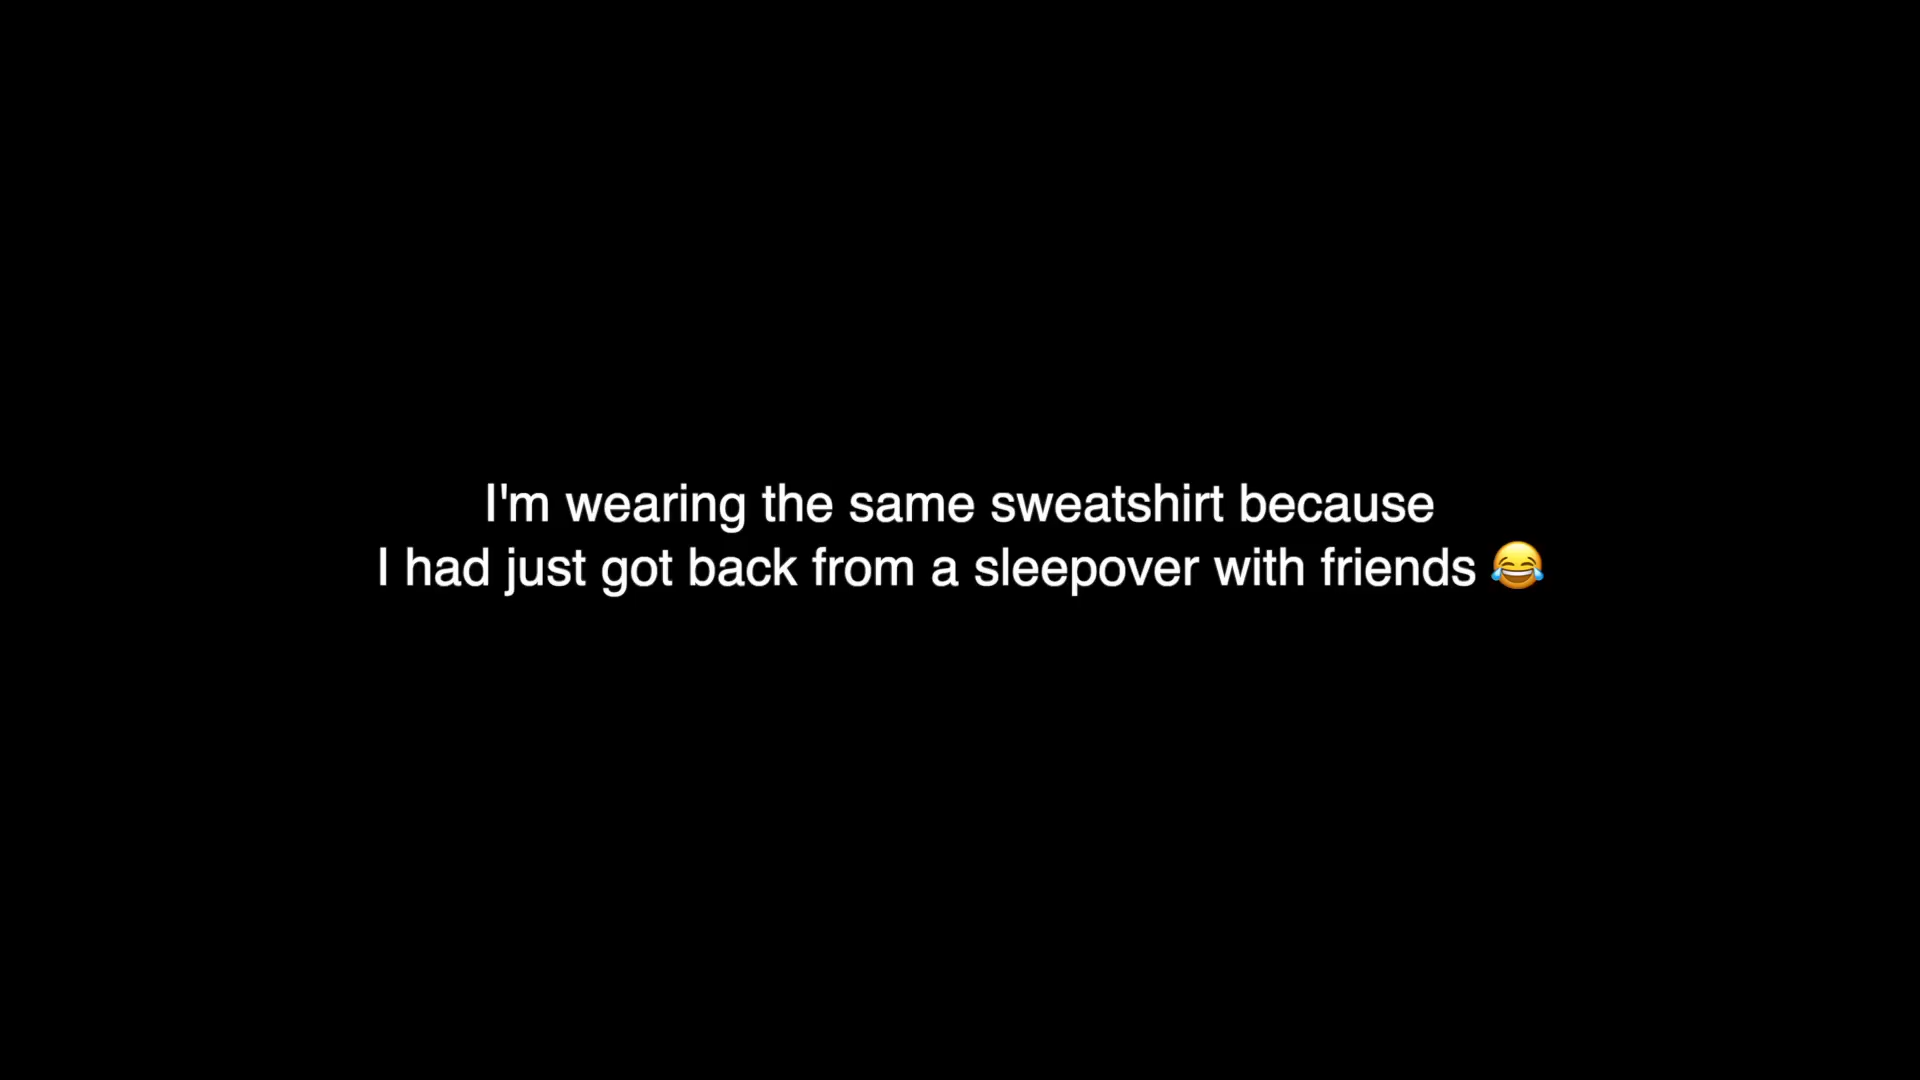 I'm wearing the same sweatshirt because
I had just got back from a sleepover with friends 😂